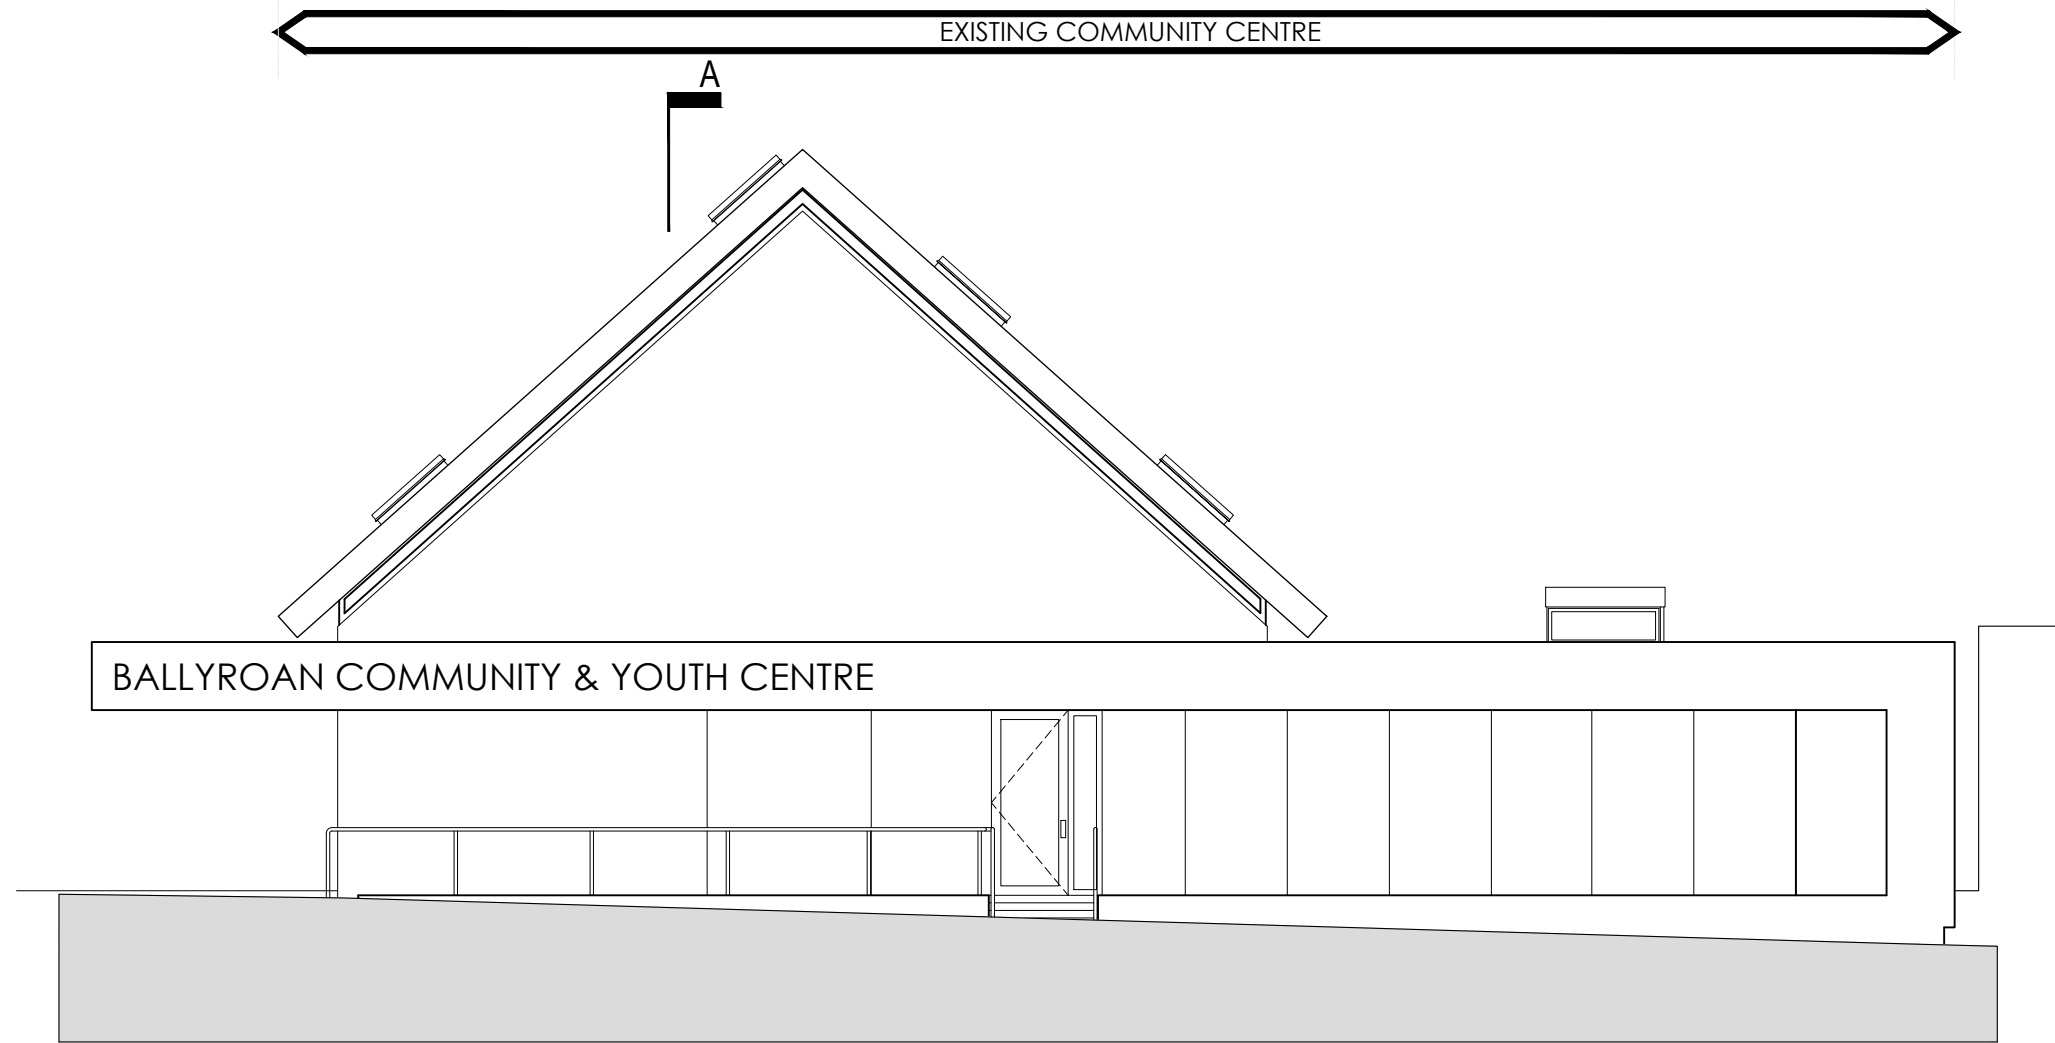 EXISTING COMMUNITY CENTRE
A
BALLYROAN COMMUNITY & YOUTH CENTRE